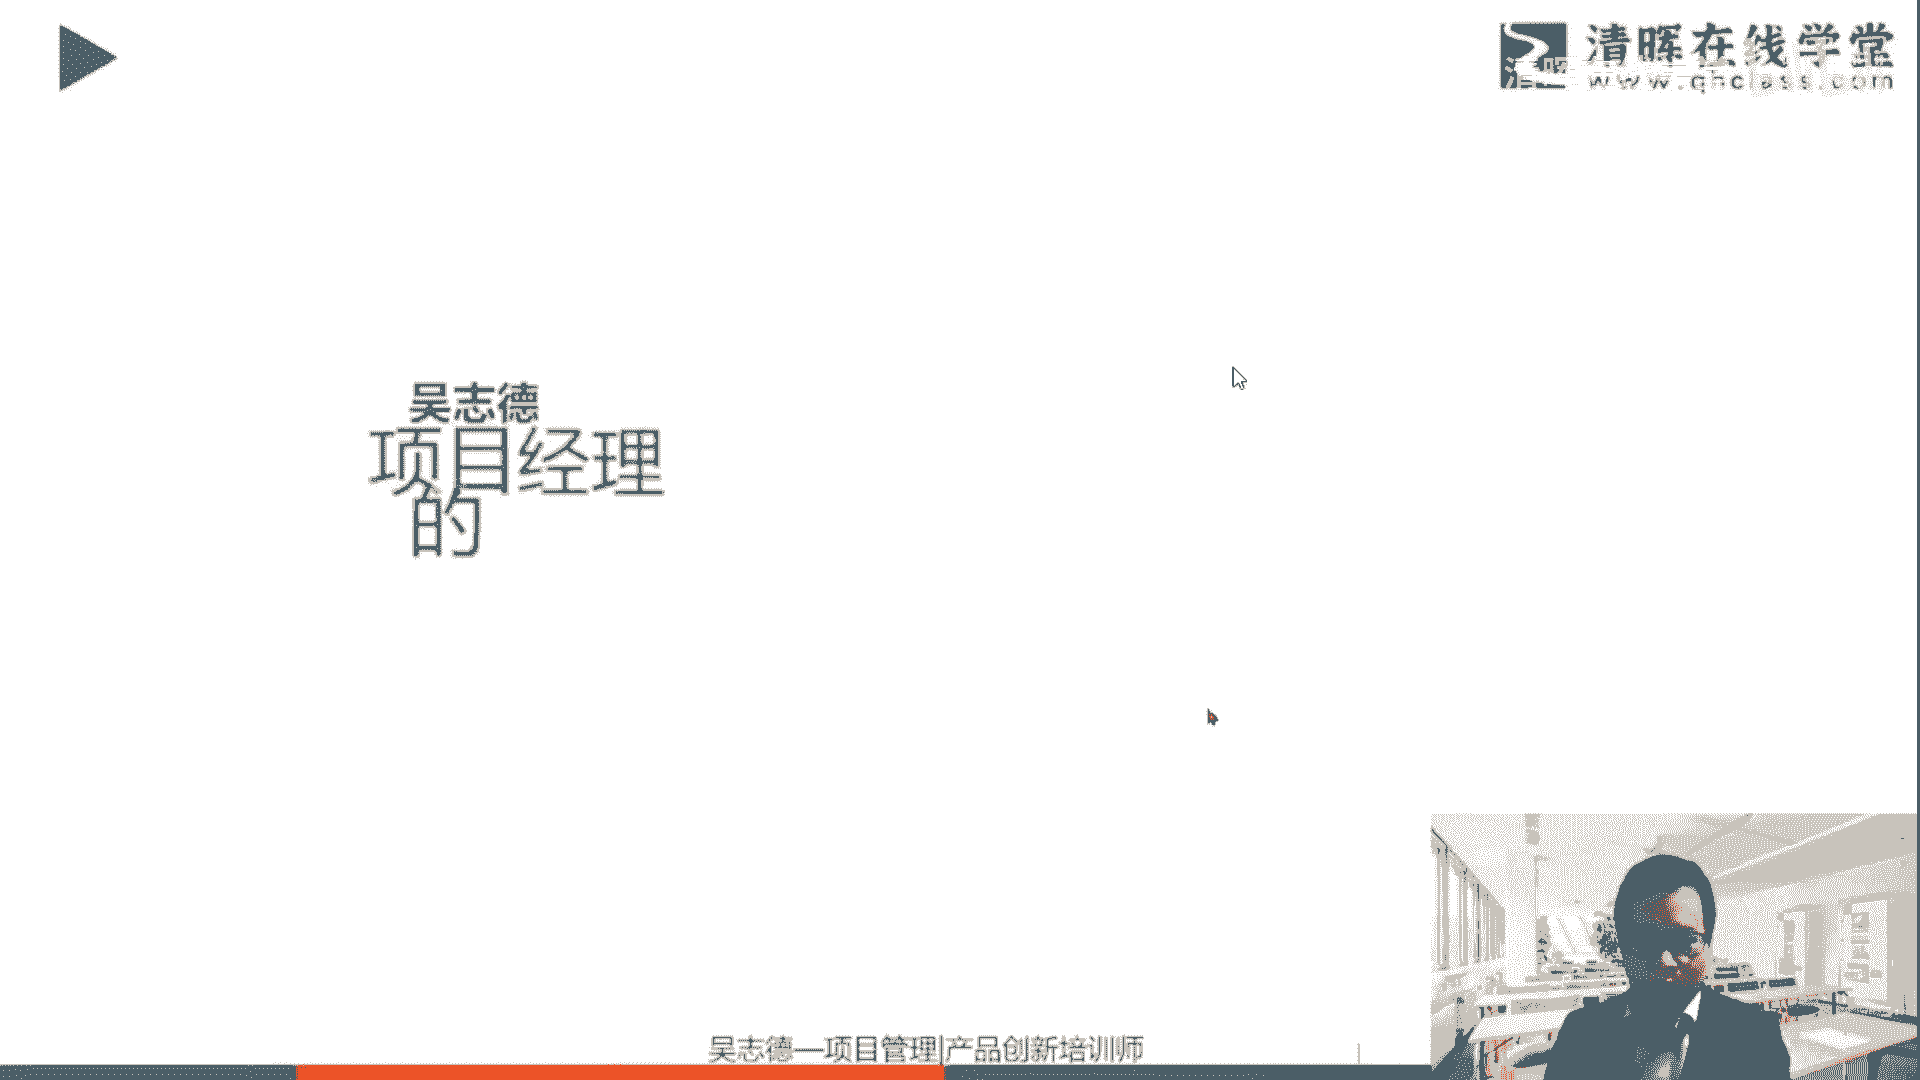 清晖在线学堂
www.qhclass.com
吴志德
项目经理
的
吴志德—项目管理|产品创新培训师